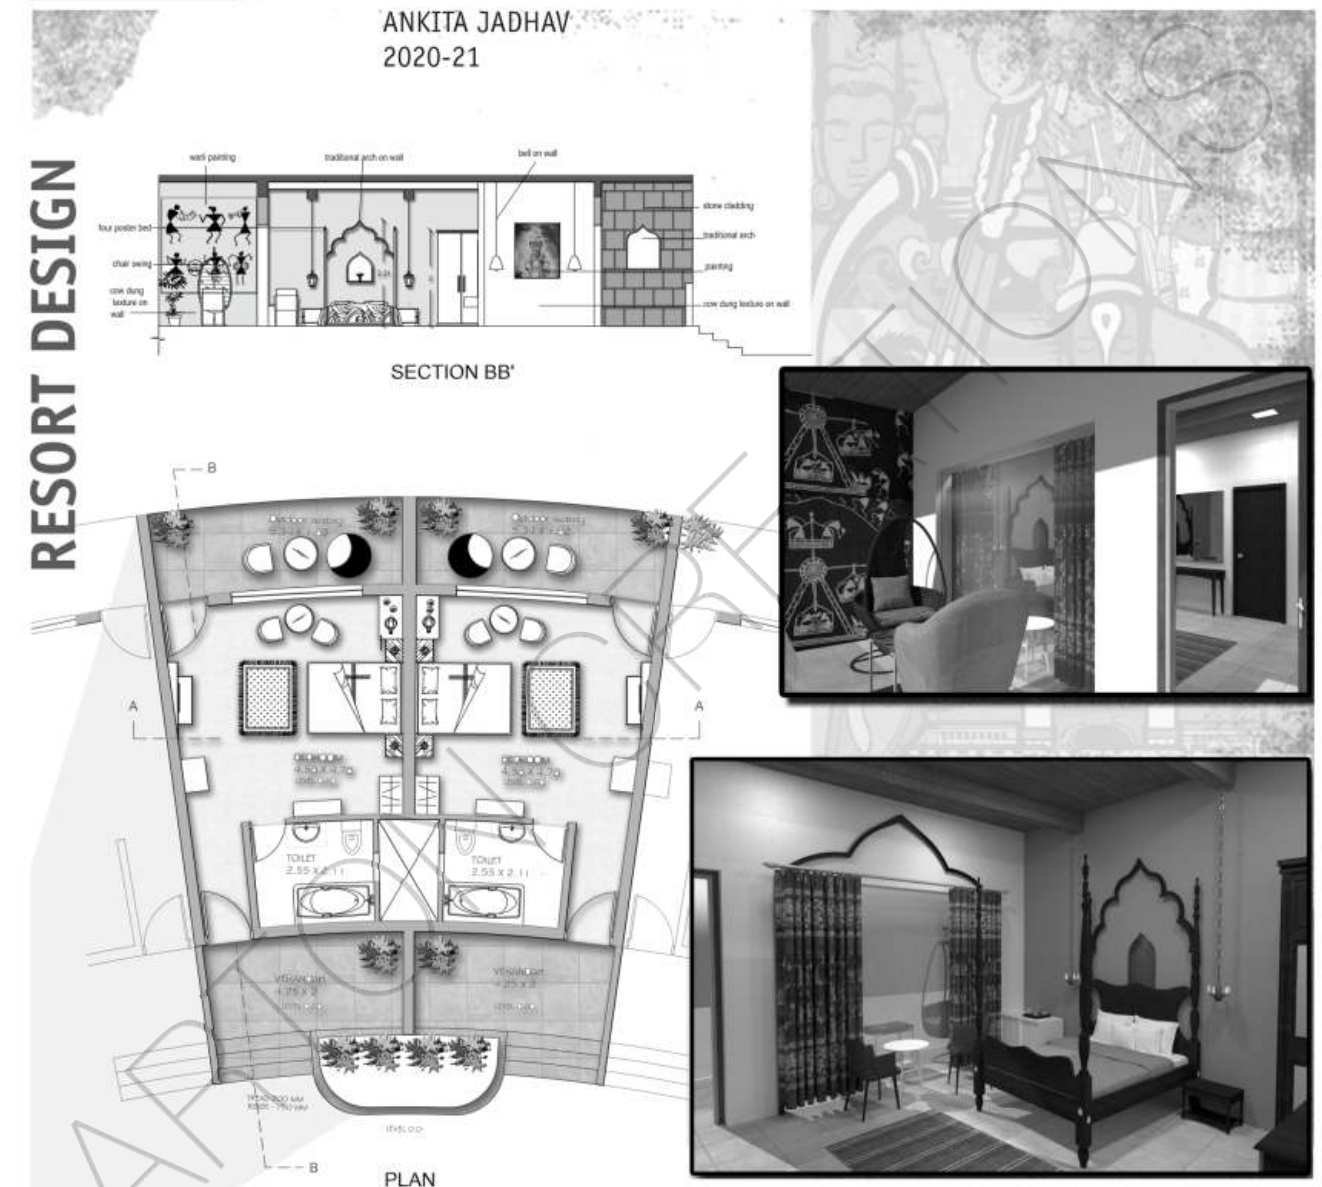 ANKITA JADHAV
2020-21
RESORT DESIGN
warli painting
traditional arch on wall
bell on wall
four poster bed
chair swing
cow dung
texture on
wall
stone cladding
traditional arch
painting
cow dung texture on wall
SECTION BB'
B
A
A
TOILET
2.55 X 2.11
TOILET
2.55 X 2.11
B
PLAN